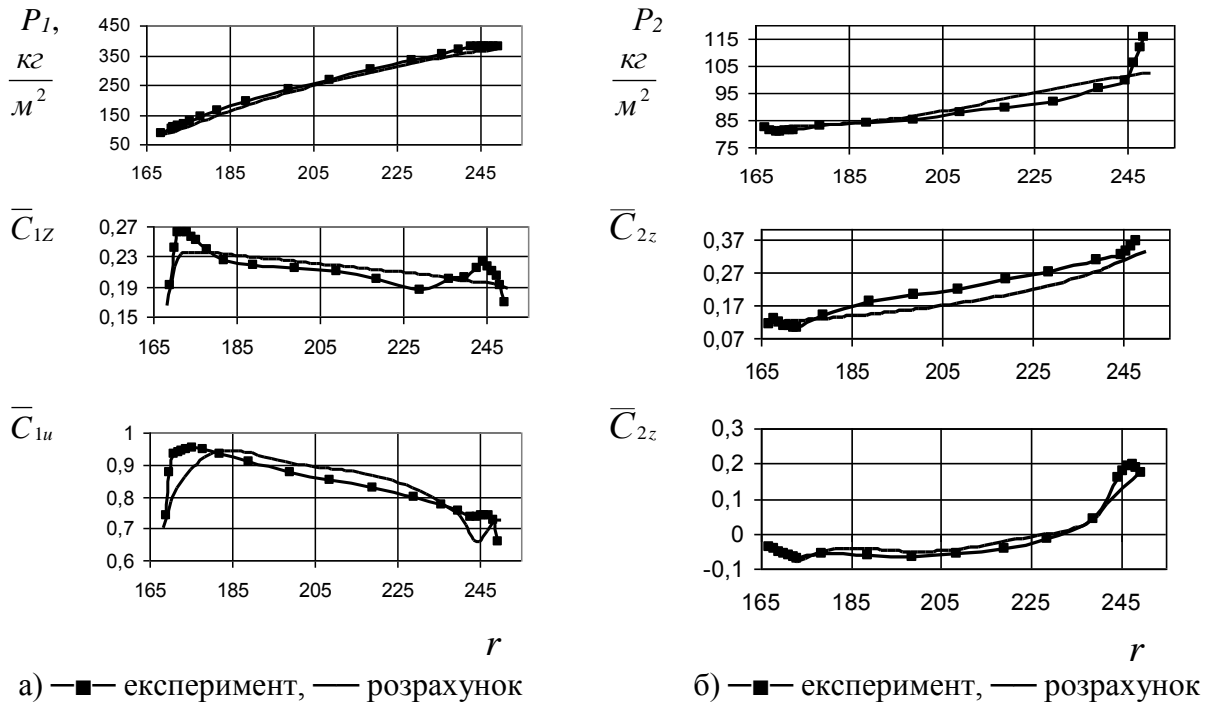 P1,
кг
м2
450
350
250
150
50
165 185 205 225 245
P2
кг
м2
115
105
95
85
75
165 185 205 225 245
C̅1Z
0,27
0,23
0,19
0,15
165 185 205 225 245
C̅2z
0,37
0,27
0,17
0,07
165 185 205 225 245
C̅1u
1
0,9
0,8
0,7
0,6
165 185 205 225 245
r
C̅2z
0,3
0,2
0,1
0
-0,1
165 185 205 225 245
r
а) експеримент, розрахунок
б) експеримент, розрахунок